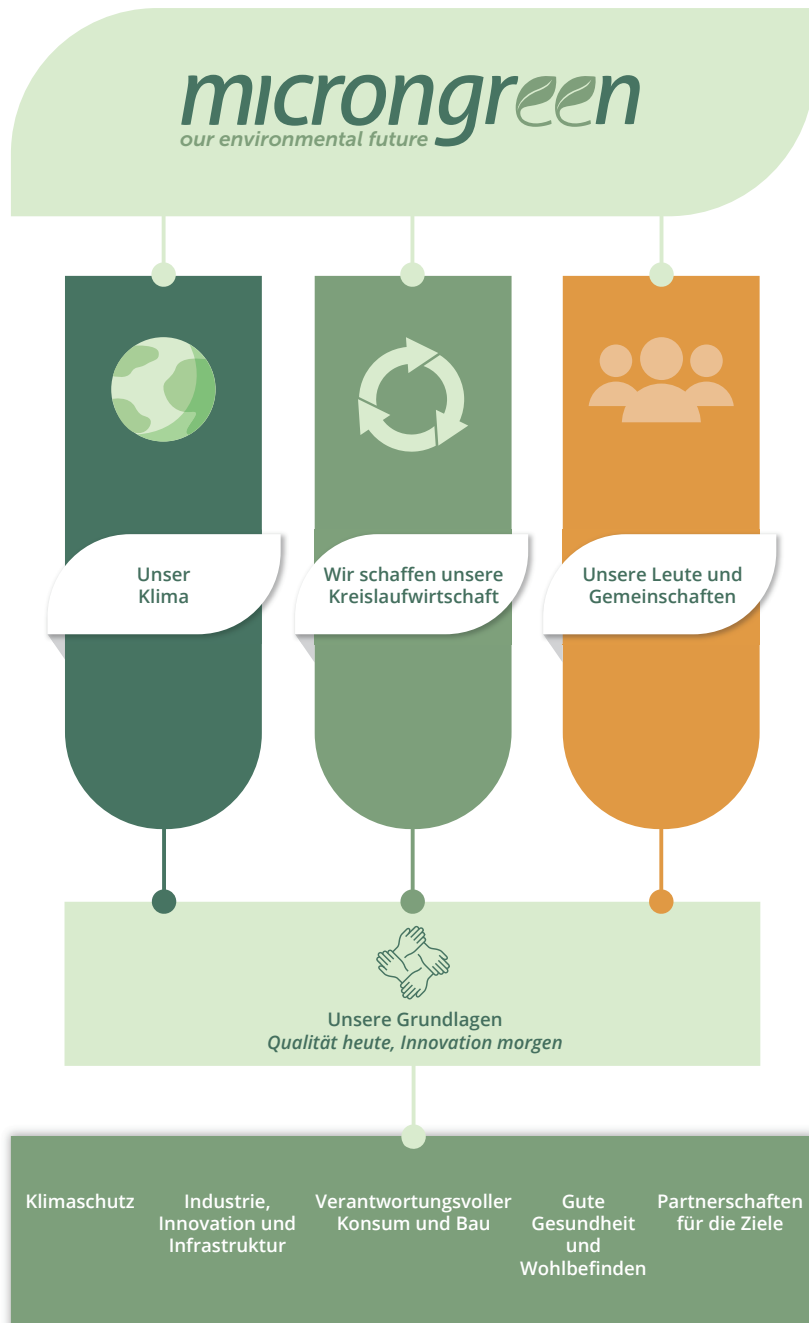 microngreen
our environmental future
Unser
Klima
Wir schaffen unsere
Kreislaufwirtschaft
Unsere Leute und
Gemeinschaften
Unsere Grundlagen
Qualität heute, Innovation morgen
Klimaschutz
Industrie,
Innovation und
Infrastruktur
Verantwortungsvoller
Konsum und Bau
Gute
Gesundheit
und
Wohlbefinden
Partnerschaften
für die Ziele